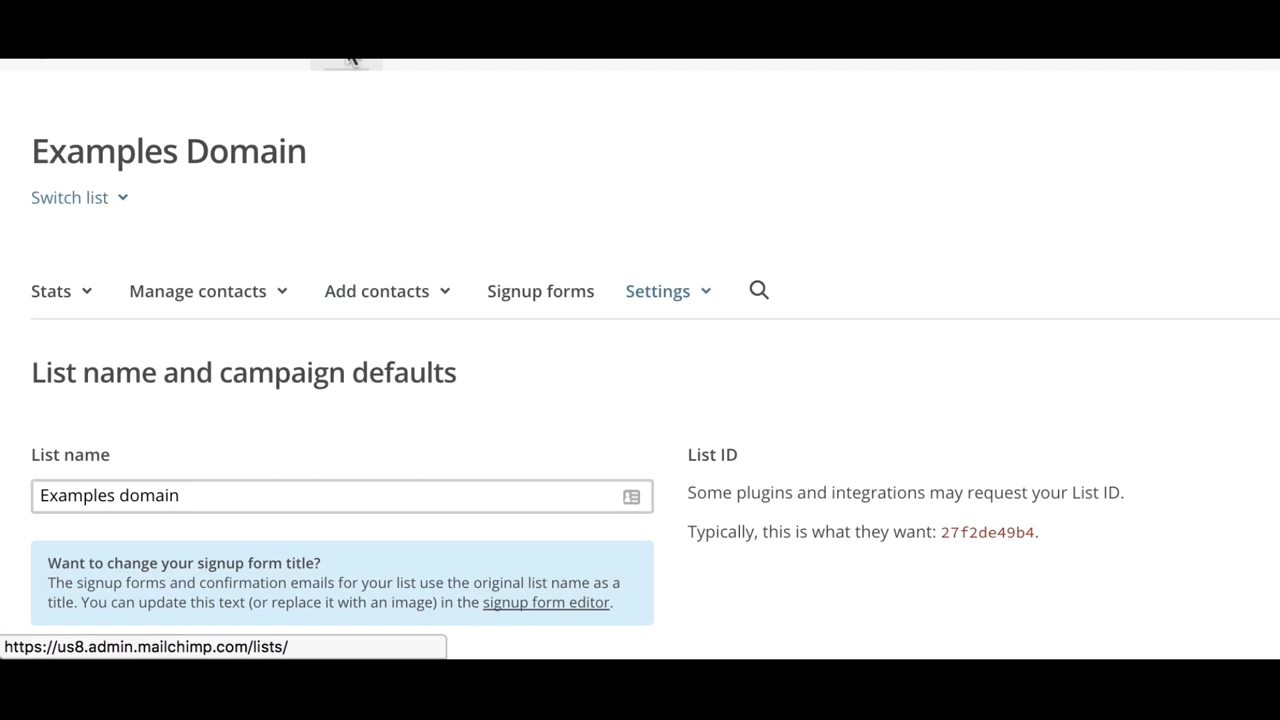 Examples Domain
Switch list
Stats Manage contacts Add contacts Signup forms Settings
List name and campaign defaults
List name
Examples domain
Want to change your signup form title?
The signup forms and confirmation emails for your list use the original list name as a
title. You can update this text (or replace it with an image) in the signup form editor.
List ID
Some plugins and integrations may request your List ID.
Typically, this is what they want: 27f2de49b4.
https://us8.admin.mailchimp.com/lists/